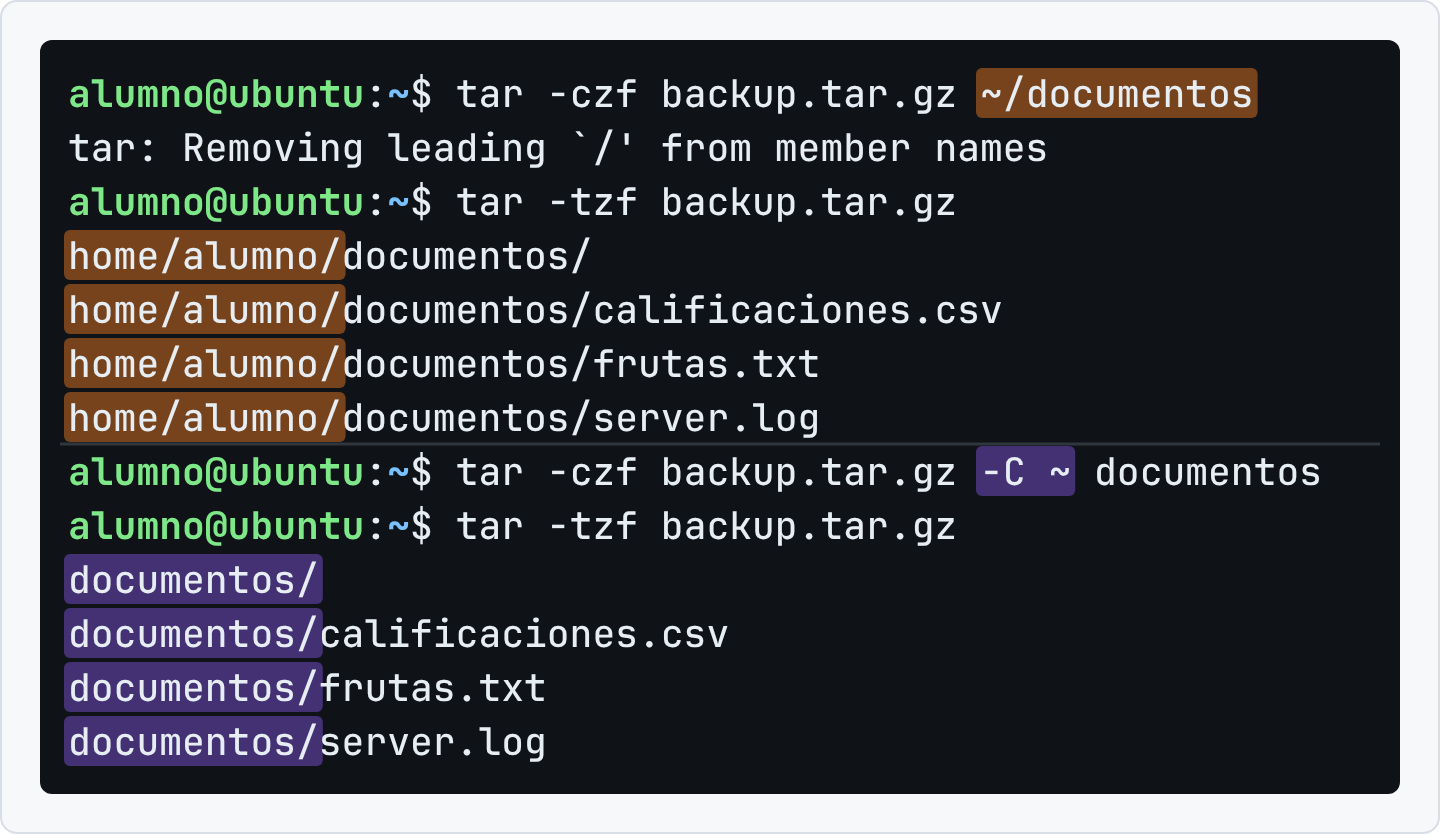 alumno@ubuntu:~$ tar -czf backup.tar.gz ~/documentos
tar: Removing leading `/' from member names
alumno@ubuntu:~$ tar -tzf backup.tar.gz
home/alumno/documentos/
home/alumno/documentos/calificaciones.csv
home/alumno/documentos/frutas.txt
home/alumno/documentos/server.log
alumno@ubuntu:~$ tar -czf backup.tar.gz -C ~ documentos
alumno@ubuntu:~$ tar -tzf backup.tar.gz
documentos/
documentos/calificaciones.csv
documentos/frutas.txt
documentos/server.log